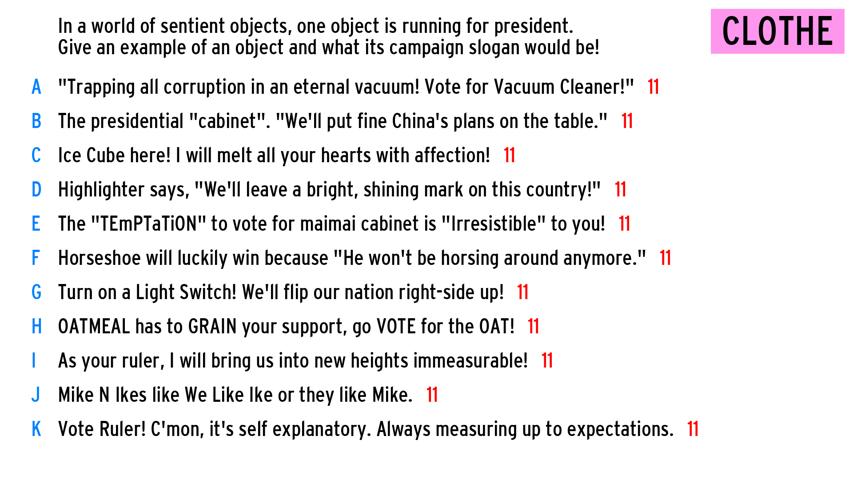 In a world of sentient objects, one object is running for president.
Give an example of an object and what its campaign slogan would be!
CLOTHE
A "Trapping all corruption in an eternal vacuum! Vote for Vacuum Cleaner!" 11
B The presidential "cabinet". "We'll put fine China's plans on the table." 11
C Ice Cube here! I will melt all your hearts with affection! 11
D Highlighter says, "We'll leave a bright, shining mark on this country!" 11
E The "TEmPTaTiON" to vote for maimai cabinet is "Irresistible" to you! 11
F Horseshoe will luckily win because "He won't be horsing around anymore." 11
G Turn on a Light Switch! We'll flip our nation right-side up! 11
H OATMEAL has to GRAIN your support, go VOTE for the OAT! 11
I As your ruler, I will bring us into new heights immeasurable! 11
J Mike N Ikes like We Like Ike or they like Mike. 11
K Vote Ruler! C'mon, it's self explanatory. Always measuring up to expectations. 11